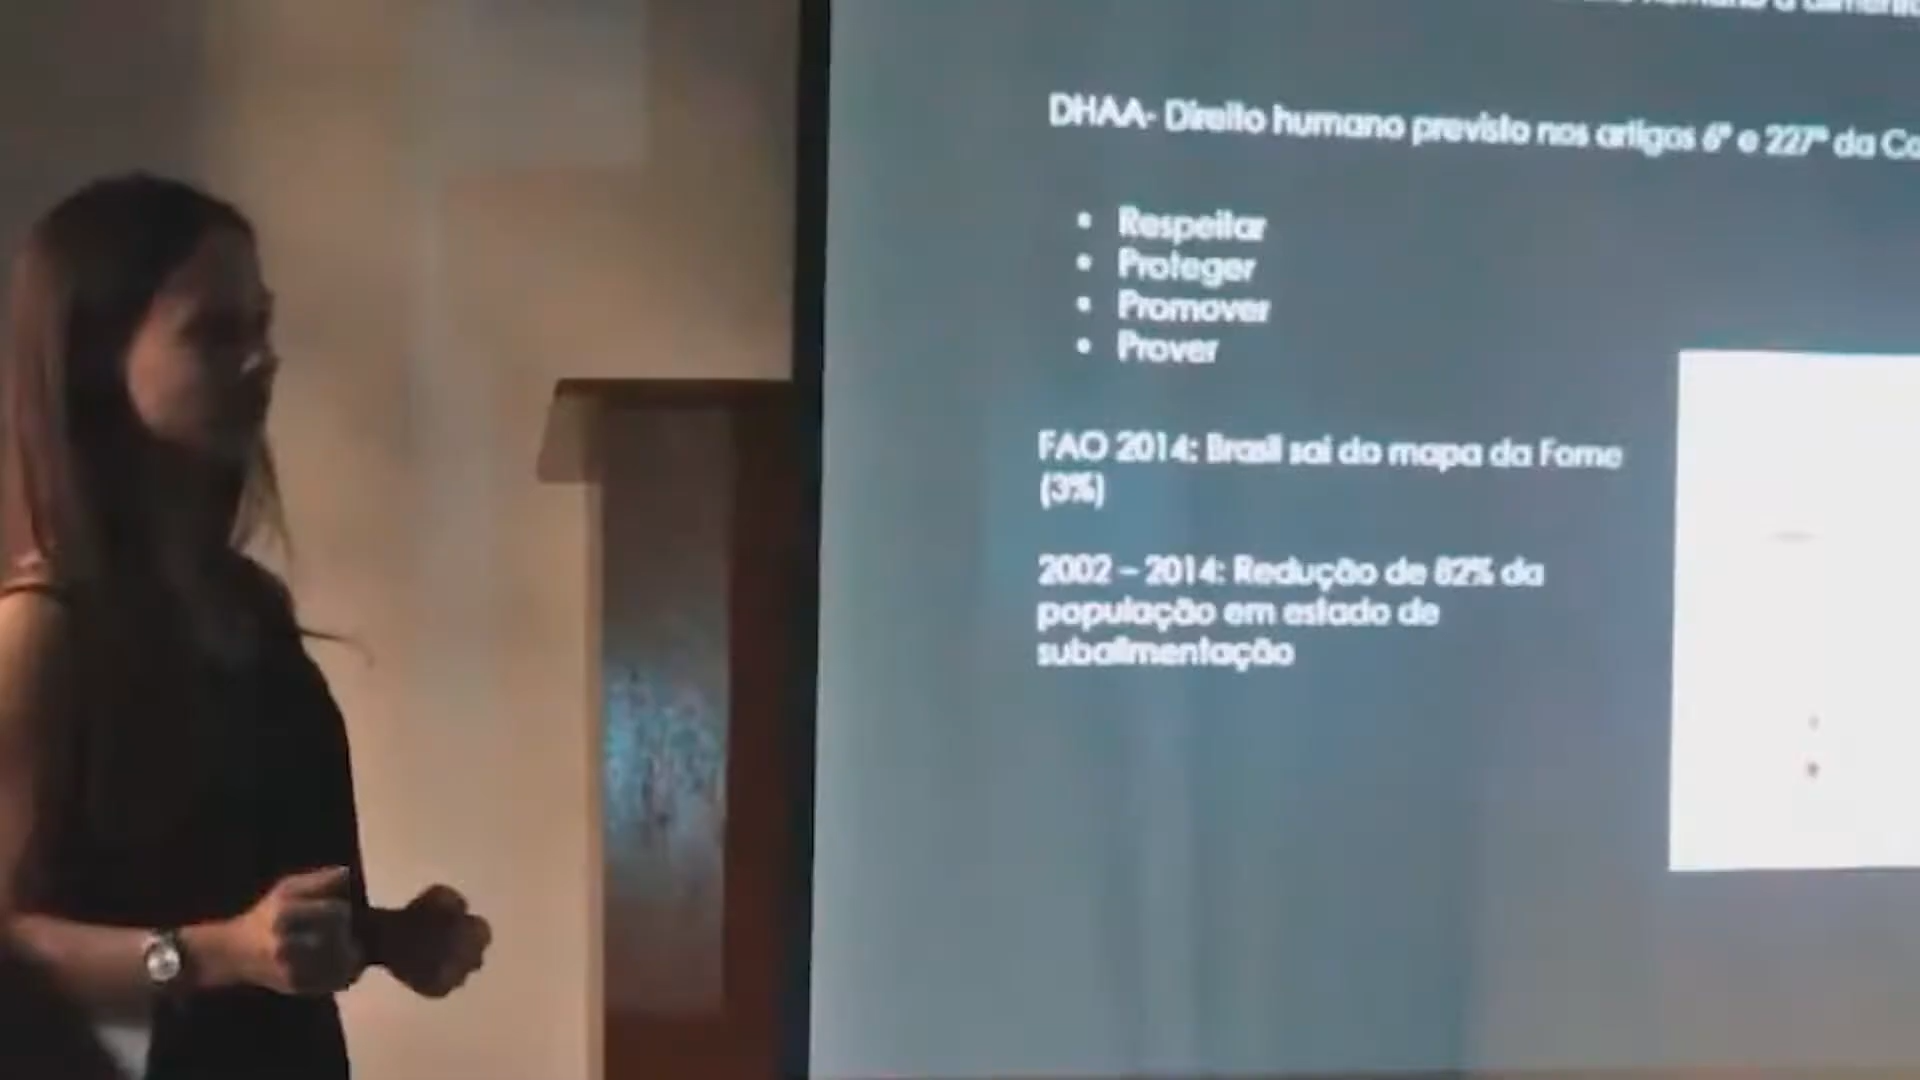 humano à
DHAA- Direito humano previsto nos artigos 6º e 227º da
• Respeitar
• Proteger
• Promover
• Prover
FAO 2014: Brasil sai do mapa da Fome
(3%)
2002 – 2014: Redução de 82% da
população em estado de
subalimentação